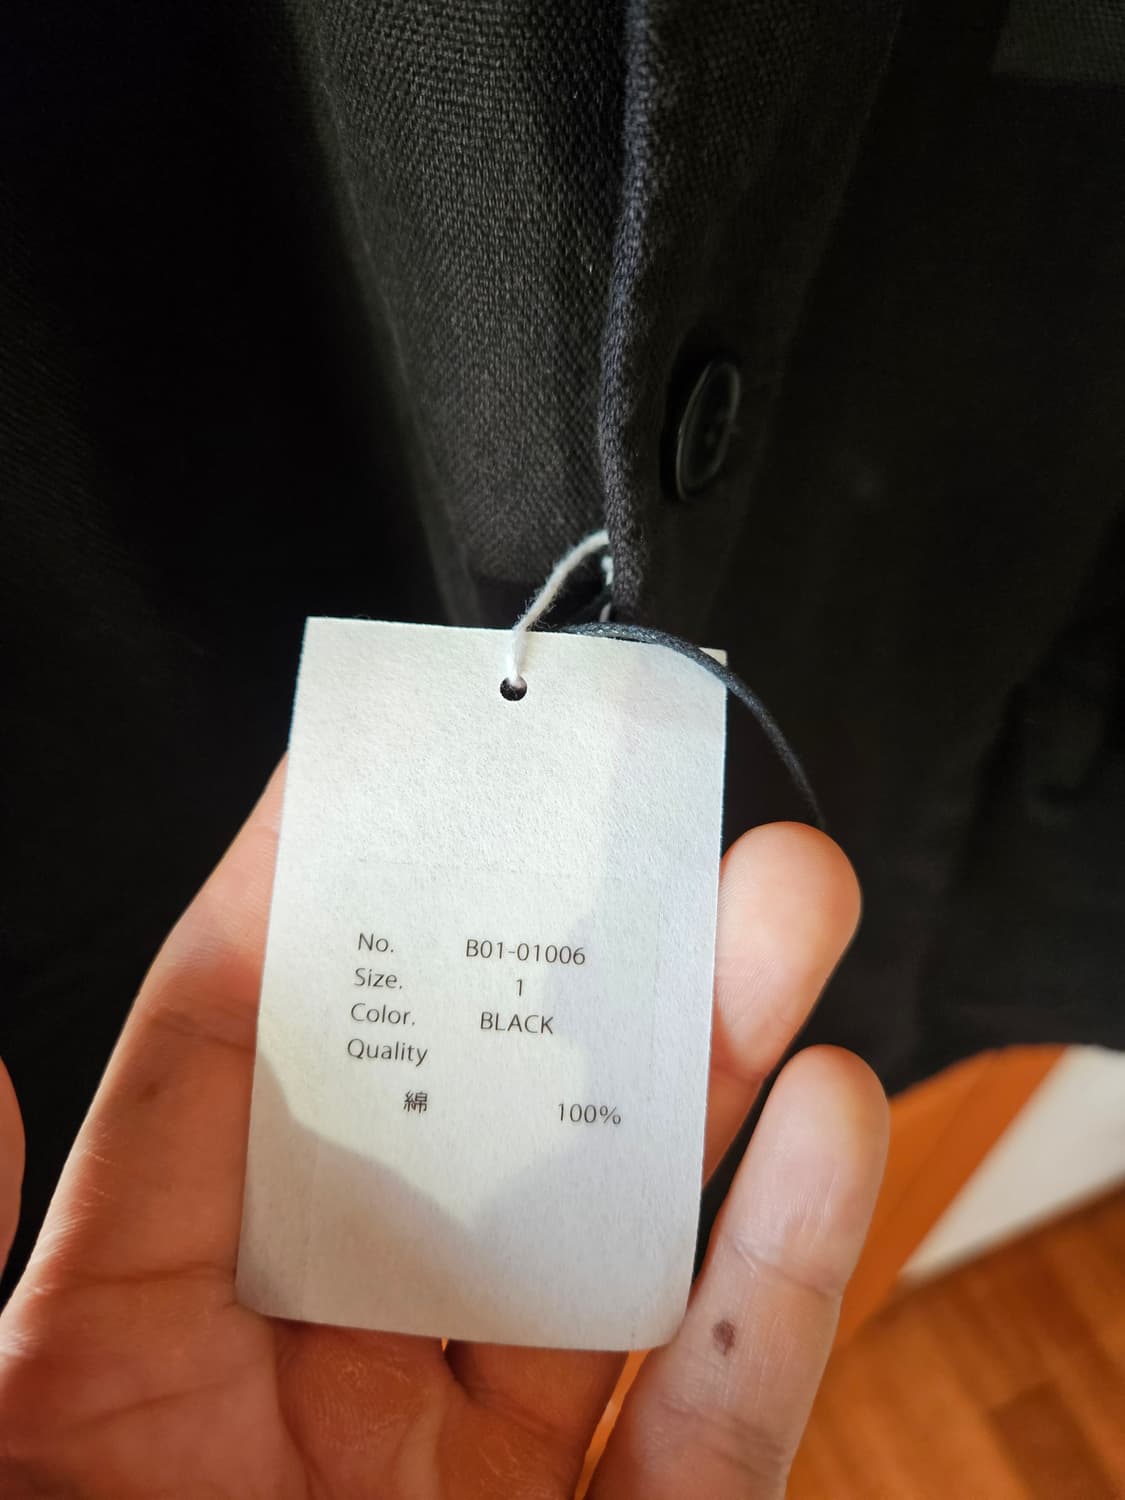 No. B01-01006
Size. 1
Color. BLACK
Quality
綿 100%